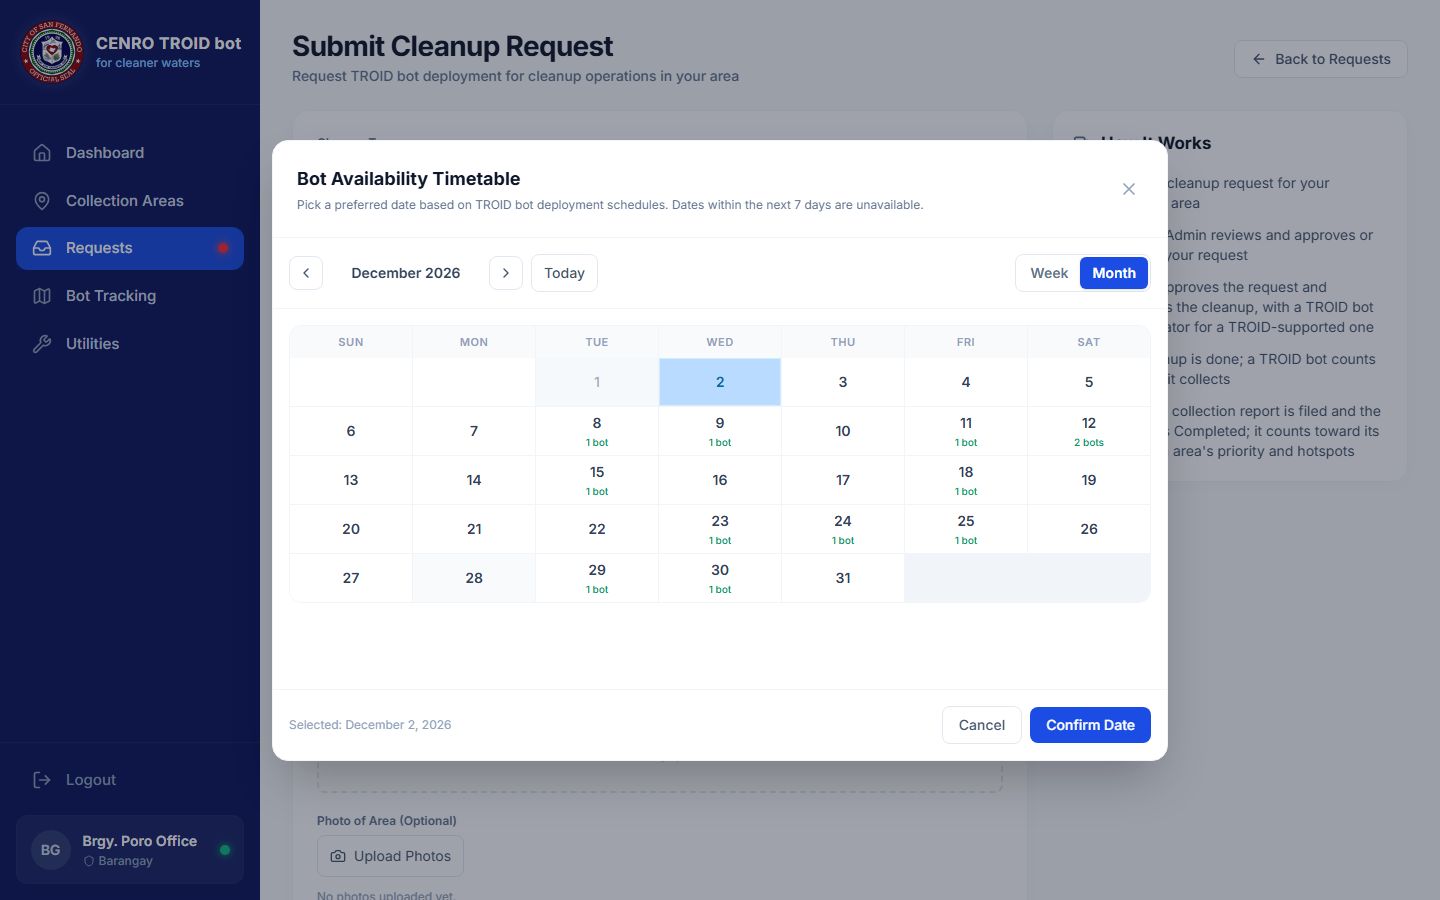 CITY OF SAN FERNANDO
OFFICIAL SEAL
CENRO TROID bot
for cleaner waters
Dashboard
Collection Areas
Requests
Bot Tracking
Utilities
Logout
BG
Brgy. Poro Office
Barangay
Submit Cleanup Request
Request TROID bot deployment for cleanup operations in your area
Back to Requests
Works
cleanup request for your
area
Admin reviews and approves or
your request
pproves the request and
s the cleanup, with a TROID bot
ator for a TROID-supported one
nup is done; a TROID bot counts
it collects
collection report is filed and the
s Completed; it counts toward its
area's priority and hotspots
Bot Availability Timetable
Pick a preferred date based on TROID bot deployment schedules. Dates within the next 7 days are unavailable.
December 2026
Today
Week
Month
SUN MON TUE WED THU FRI SAT
1 2 3 4 5
6 7 8 9 10 11 12
1 bot 1 bot 1 bot 2 bots
13 14 15 16 17 18 19
1 bot 1 bot
20 21 22 23 24 25 26
1 bot 1 bot 1 bot
27 28 29 30 31
1 bot 1 bot
Selected: December 2, 2026
Cancel
Confirm Date
Photo of Area (Optional)
Upload Photos
No photos uploaded yet.